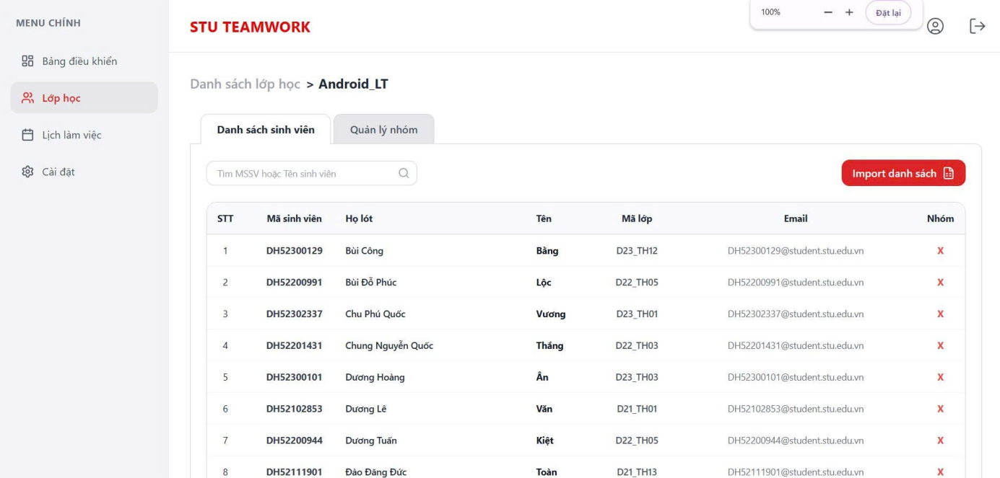 MENU CHÍNH
Bảng điều khiển
Lớp học
Lịch làm việc
Cài đặt
STU TEAMWORK
100%
Đặt lại
Danh sách lớp học > Android_LT
Danh sách sinh viên Quản lý nhóm
Tìm MSSV hoặc Tên sinh viên
Import danh sách
STT Mã sinh viên Họ lót Tên Mã lớp Email Nhóm
1 DH52300129 Bùi Công Bằng D23_TH12 DH52300129@student.stu.edu.vn X
2 DH52200991 Bùi Đỗ Phúc Lộc D22_TH05 DH52200991@student.stu.edu.vn X
3 DH52302337 Chu Phú Quốc Vương D23_TH01 DH52302337@student.stu.edu.vn X
4 DH52201431 Chung Nguyễn Quốc Thắng D22_TH03 DH52201431@student.stu.edu.vn X
5 DH52300101 Dương Hoàng Ân D23_TH03 DH52300101@student.stu.edu.vn X
6 DH52102853 Dương Lê Văn D21_TH01 DH52102853@student.stu.edu.vn X
7 DH52200944 Dương Tuấn Kiệt D22_TH05 DH52200944@student.stu.edu.vn X
8 DH52111901 Đào Đăng Đức Toàn D21_TH13 DH52111901@student.stu.edu.vn X